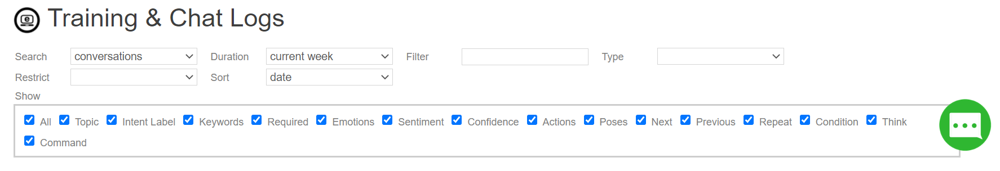 Training & Chat Logs
Search conversations Duration current week Filter Type
Restrict Sort date
Show
All Topic Intent Label Keywords Required Emotions Sentiment Confidence Actions Poses Next Previous Repeat Condition Think
Command